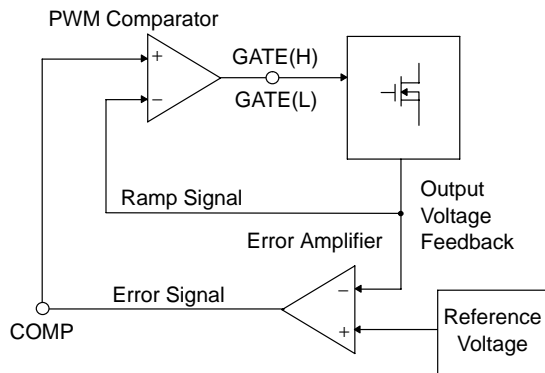 PWM Comparator
+
−
GATE(H)
GATE(L)
Ramp Signal
Output
Voltage
Feedback
Error Amplifier
Error Signal
−
+
COMP
Reference
Voltage